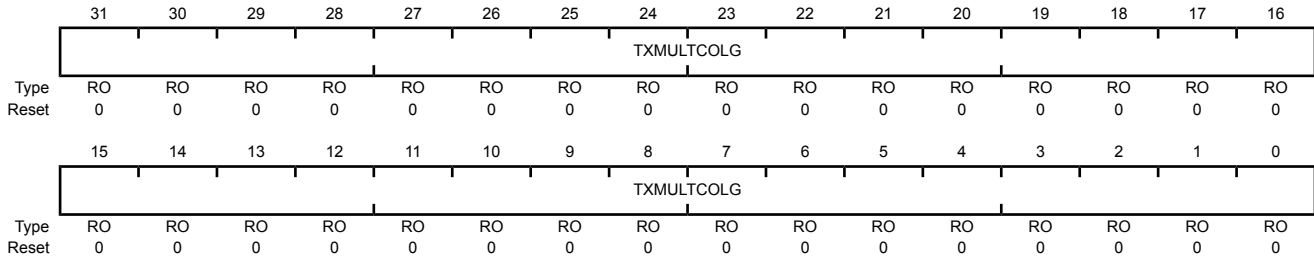 31 30 29 28 27 26 25 24 23 22 21 20 19 18 17 16
TXMULTCOLG
Type RO RO RO RO RO RO RO RO RO RO RO RO RO RO RO RO
Reset 0 0 0 0 0 0 0 0 0 0 0 0 0 0 0 0
15 14 13 12 11 10 9 8 7 6 5 4 3 2 1 0
TXMULTCOLG
Type RO RO RO RO RO RO RO RO RO RO RO RO RO RO RO RO
Reset 0 0 0 0 0 0 0 0 0 0 0 0 0 0 0 0